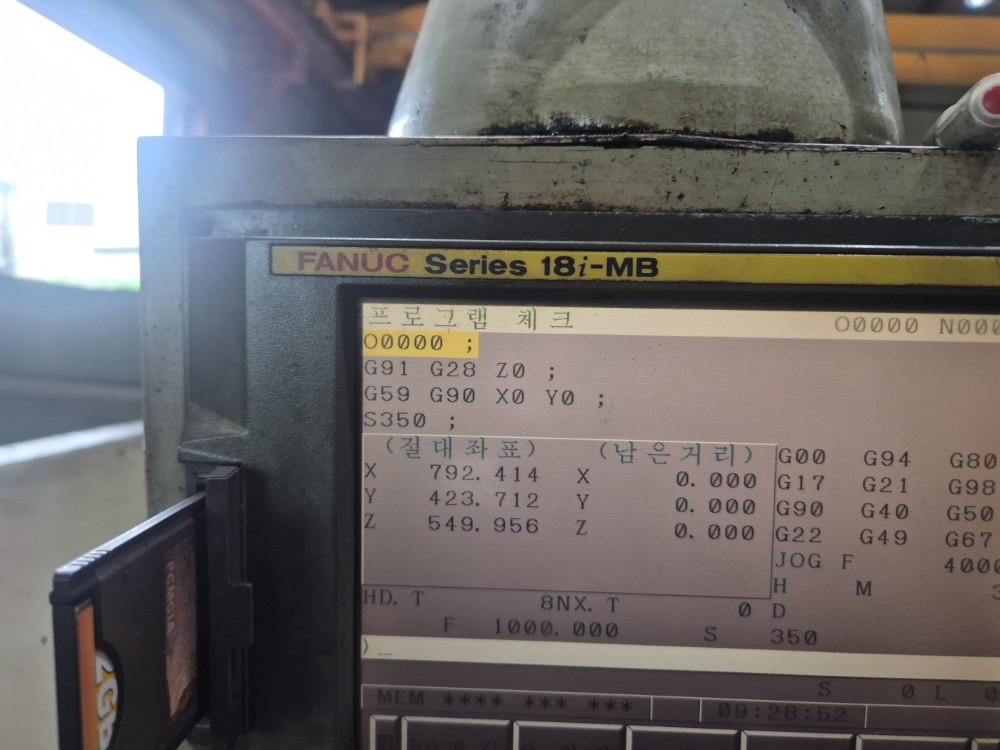 FANUC Series 18i-MB
프로그램 체크 O0000 N000
O0000 ;
G91 G28 Z0 ;
G59 G90 X0 Y0 ;
S350 ;
(절대좌표) (남은거리)
X 792.414 X 0.000
Y 423.712 Y 0.000
Z 549.956 Z 0.000
G00 G94 G80
G17 G21 G98
G90 G40 G50
G22 G49 G67
JOG F 4000
H M
HD. T 8NX. T 0 D
F 1000.000 S 350
)_
S 0 L 0
MEM **** *** *** 09:28:52
2GB